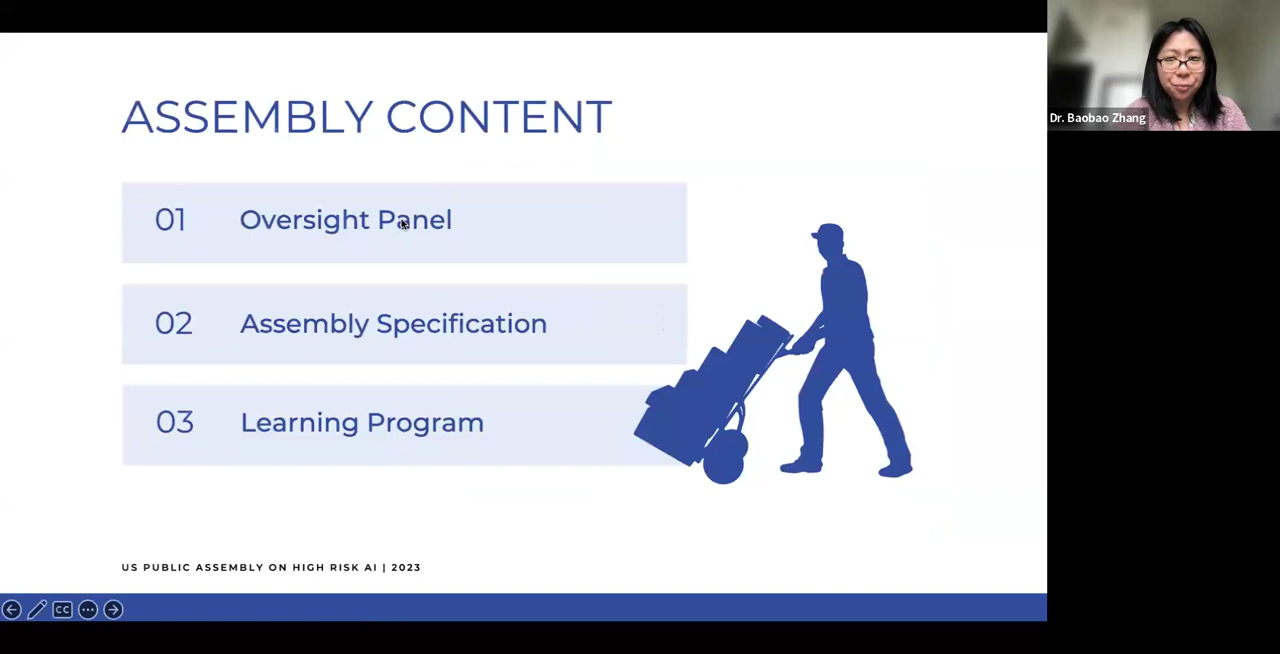 ASSEMBLY CONTENT
01 Oversight Panel
02 Assembly Specification
03 Learning Program
US PUBLIC ASSEMBLY ON HIGH RISK AI | 2023
CC
Dr. Baobao Zhang